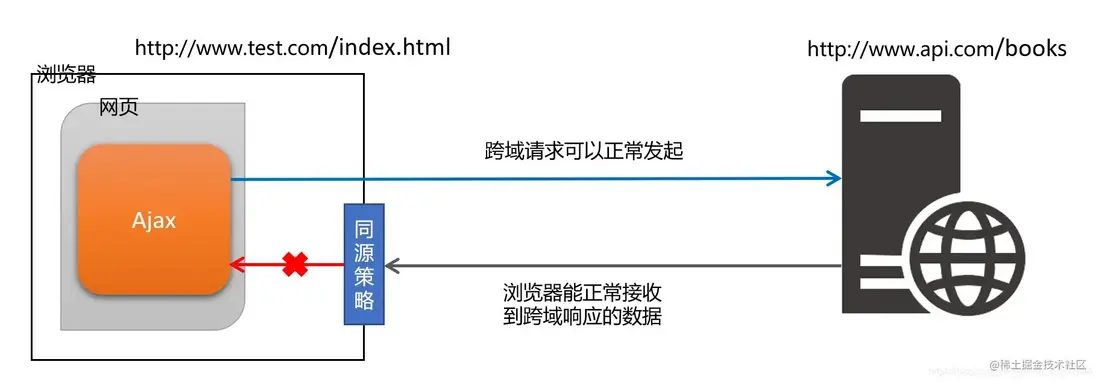 http://www.test.com/index.html
http://www.api.com/books
浏览器
网页
跨域请求可以正常发起
Ajax
同源策略
浏览器能正常接收
到跨域响应的数据
@稀土掘金技术社区